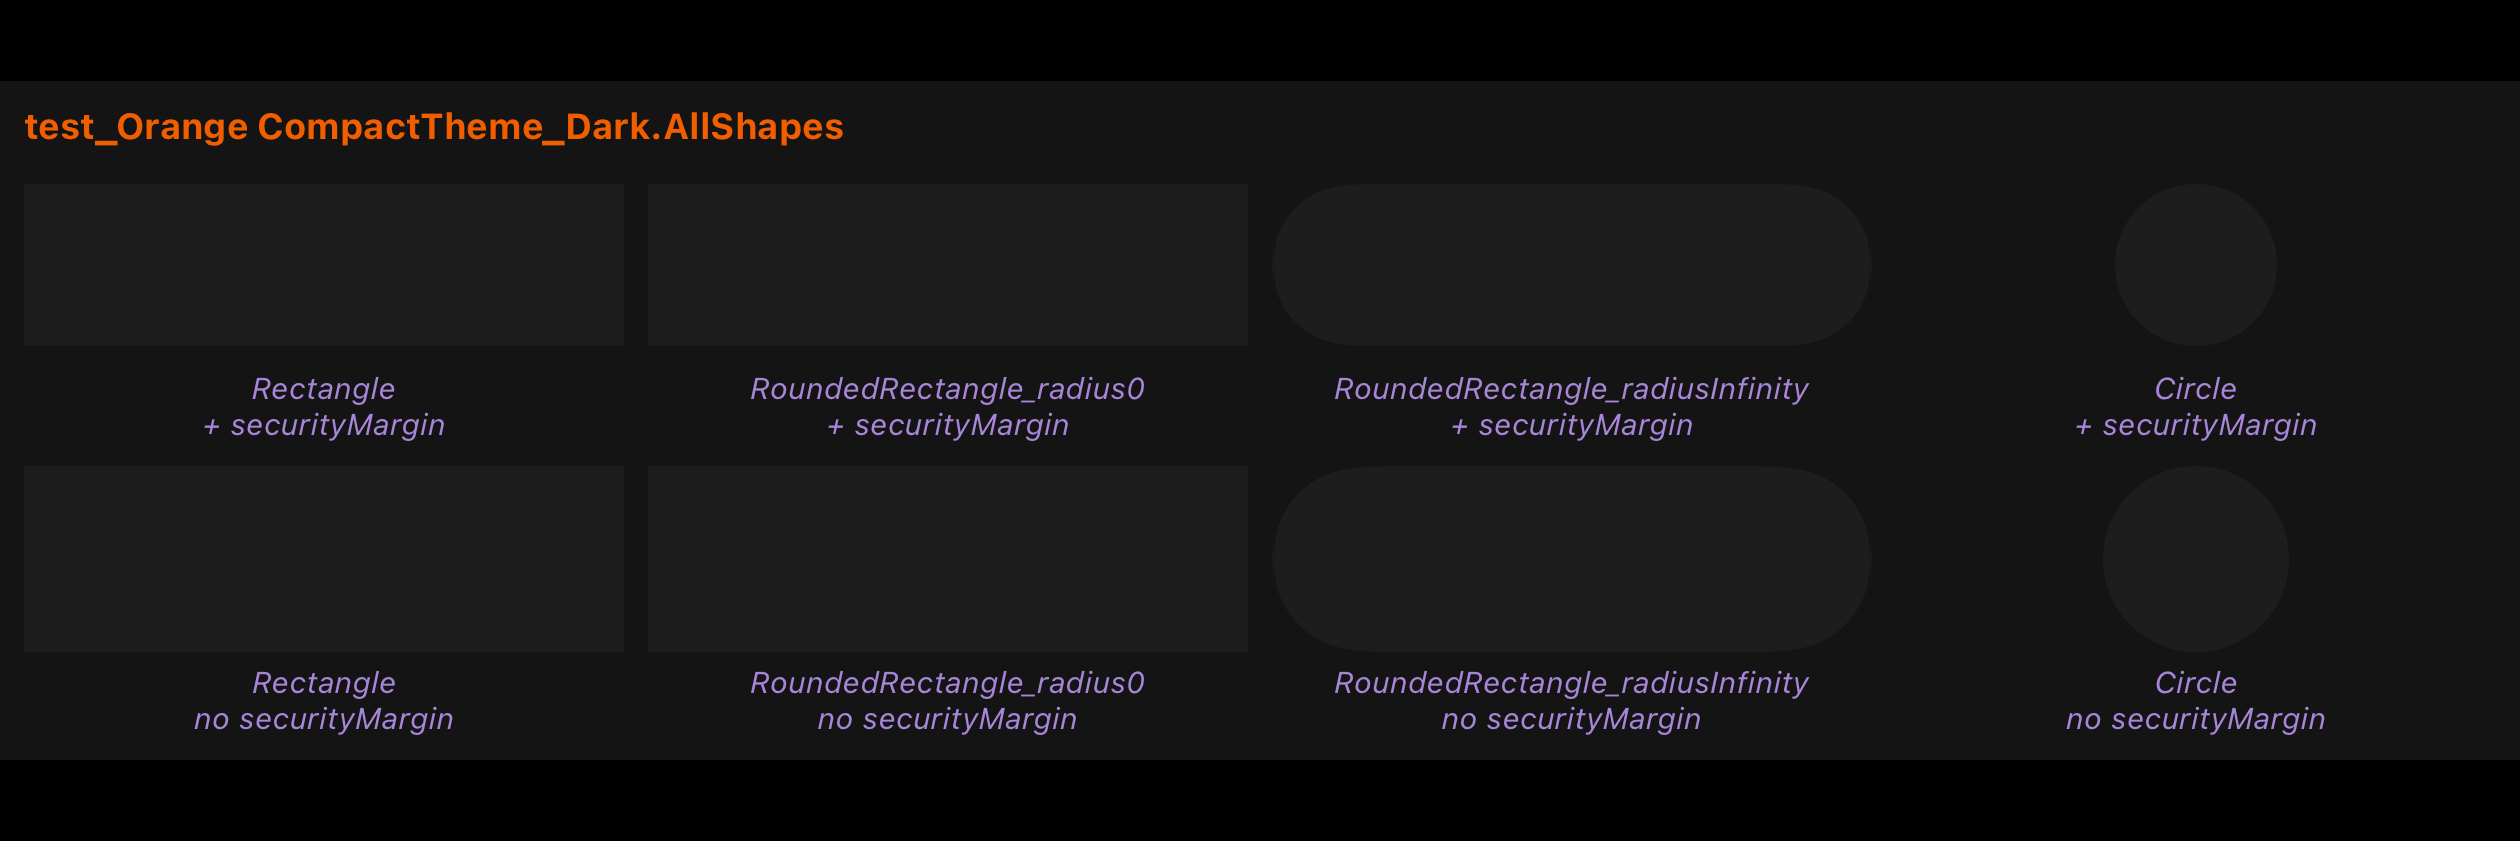 test_Orange CompactTheme_Dark.AllShapes
Rectangle
+ securityMargin
RoundedRectangle_radius0
+ securityMargin
RoundedRectangle_radiusInfinity
+ securityMargin
Circle
+ securityMargin
Rectangle
no securityMargin
RoundedRectangle_radius0
no securityMargin
RoundedRectangle_radiusInfinity
no securityMargin
Circle
no securityMargin